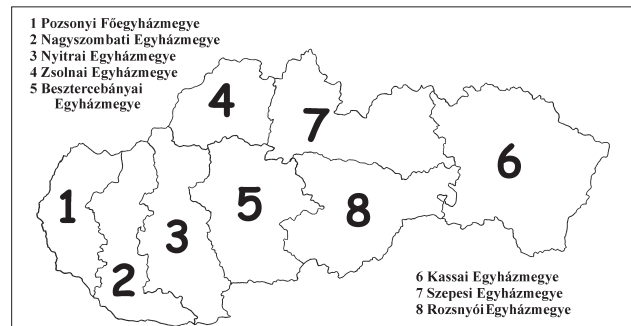 1 Pozsonyi Főegyházmegye
2 Nagyszombati Egyházmegye
3 Nyitrai Egyházmegye
4 Zsolnai Egyházmegye
5 Besztercebányai
Egyházmegye
4
7
6
1
5
8
3
2
6 Kassai Egyházmegye
7 Szepesi Egyházmegye
8 Rozsnyói Egyházmegye